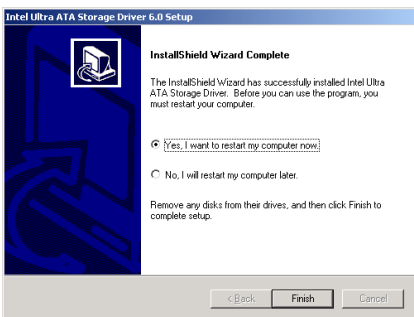 Intel Ultra ATA Storage Driver 6.0 Setup
InstallShield Wizard Complete
The InstallShield Wizard has successfully installed Intel Ultra
ATA Storage Driver. Before you can use the program, you
must restart your computer.
Yes, I want to restart my computer now.
No, I will restart my computer later.
Remove any disks from their drives, and then click Finish to
complete setup.
< Back Finish Cancel